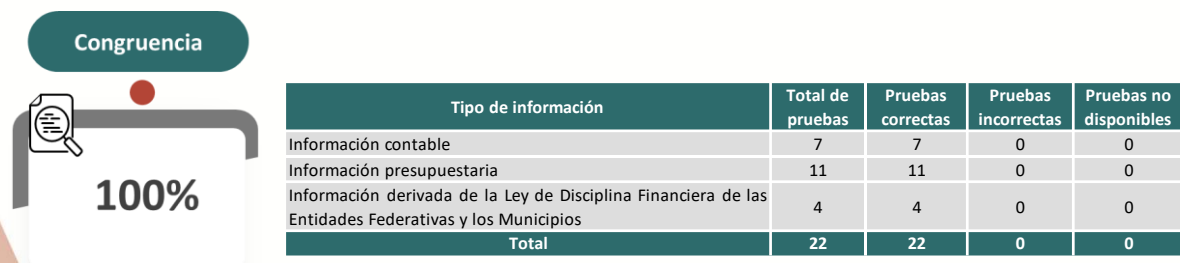 Congruencia
100%
Tipo de información Total de pruebas Pruebas correctas Pruebas incorrectas Pruebas no disponibles
Información contable 7 7 0 0
Información presupuestaria 11 11 0 0
Información derivada de la Ley de Disciplina Financiera de las
Entidades Federativas y los Municipios 4 4 0 0
Total 22 22 0 0